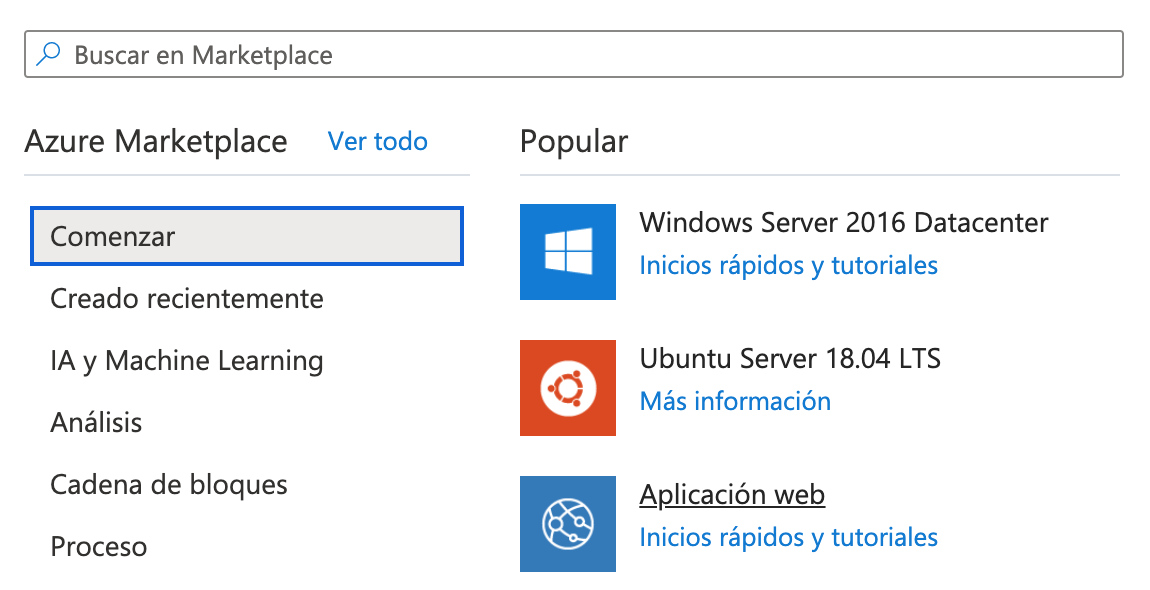 Buscar en Marketplace
Azure Marketplace
Ver todo
Comenzar
Creado recientemente
IA y Machine Learning
Análisis
Cadena de bloques
Proceso
Popular
Windows Server 2016 Datacenter
Inicios rápidos y tutoriales
Ubuntu Server 18.04 LTS
Más información
Aplicación web
Inicios rápidos y tutoriales